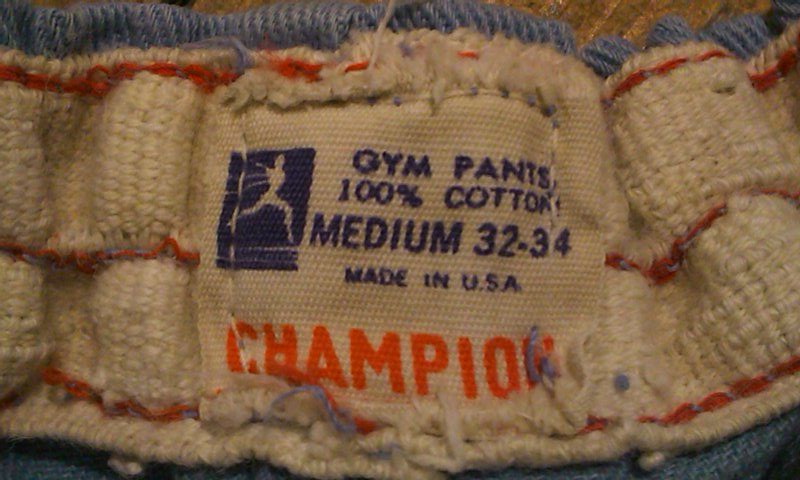 GYM PANTS
100% COTTON
MEDIUM 32-34
MADE IN U.S.A.
CHAMPION